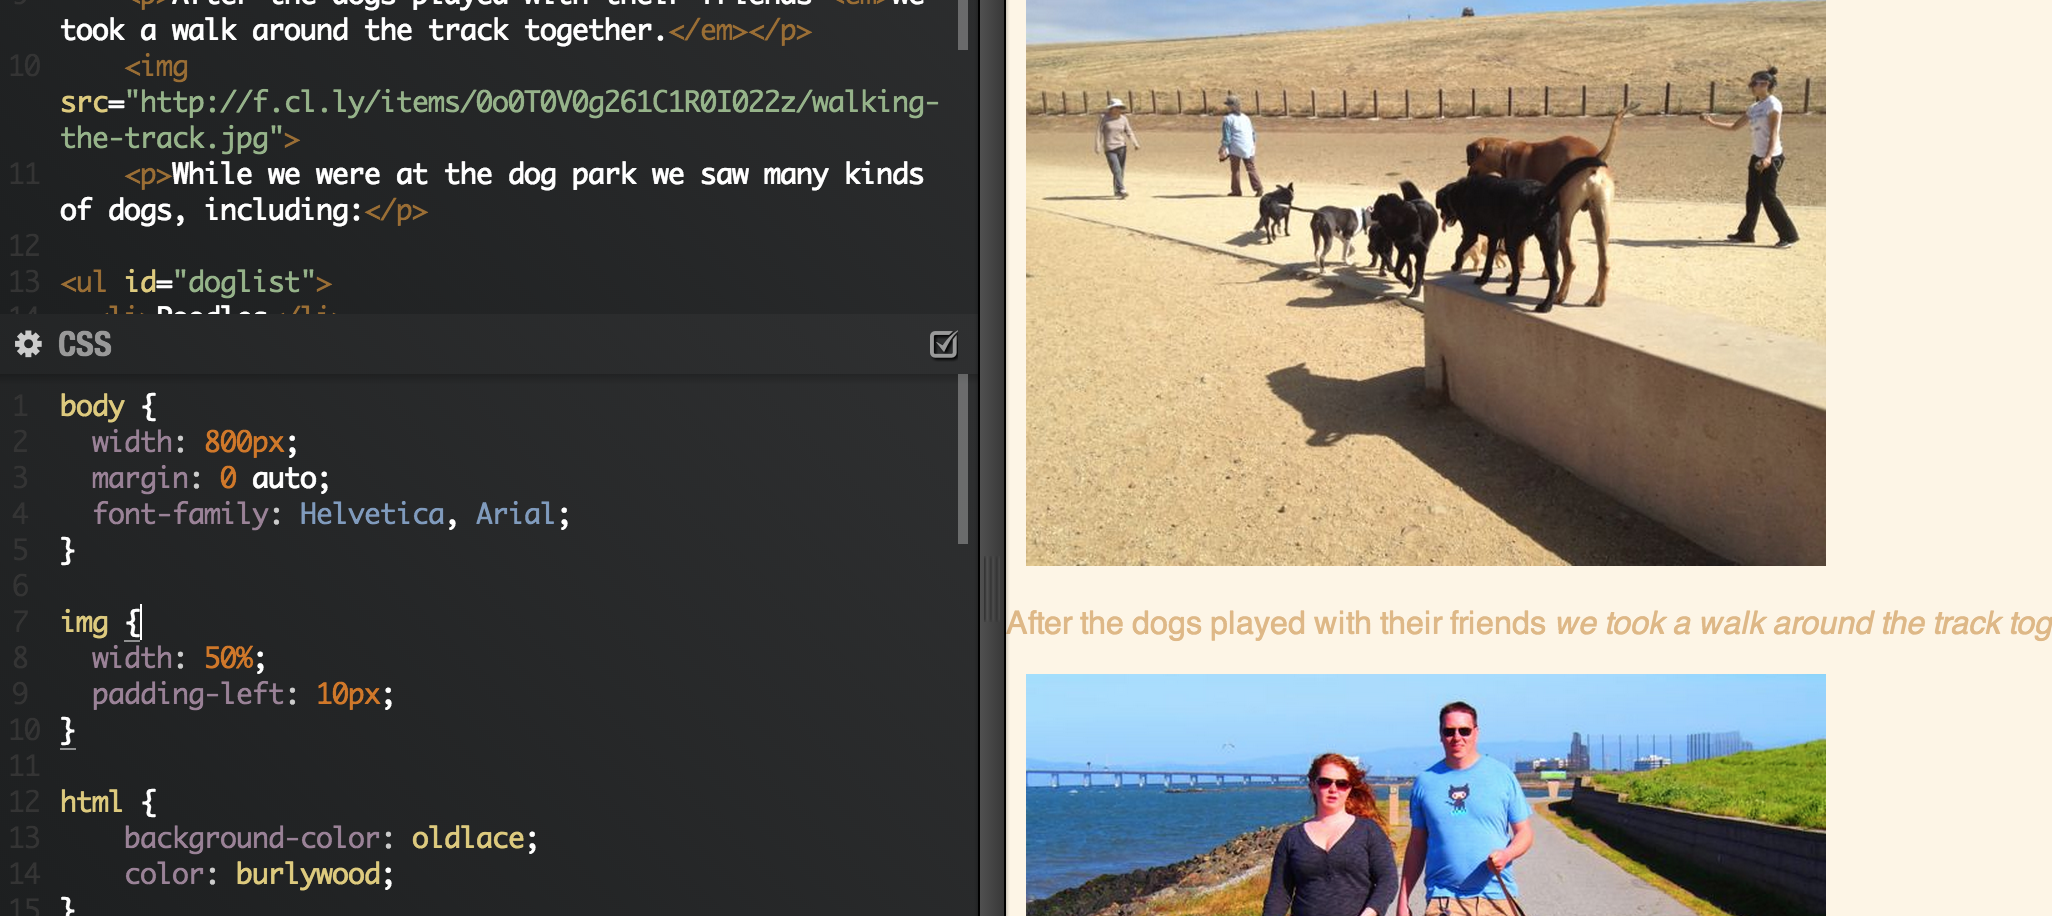 9 <p>After the dogs played with their friends <em>we
took a walk around the track together.</em></p>
10 <img
src="http://f.cl.ly/items/0o0T0V0g261C1R0I022z/walking-
the-track.jpg">
11 <p>While we were at the dog park we saw many kinds
of dogs, including:</p>
12
13 <ul id="doglist">
14 <li>Poodles</li>
CSS
1 body {
2 width: 800px;
3 margin: 0 auto;
4 font-family: Helvetica, Arial;
5 }
6
7 img {
8 width: 50%;
9 padding-left: 10px;
10 }
11
12 html {
13 background-color: oldlace;
14 color: burlywood;
15 }
After the dogs played with their friends we took a walk around the track tog